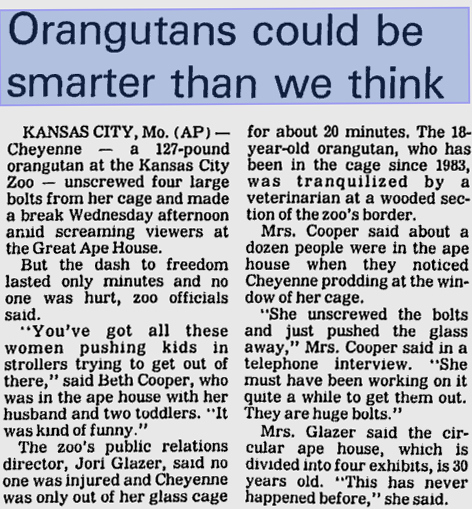 Orangutans could be
smarter than we think
KANSAS CITY, Mo. (AP) —
Cheyenne — a 127-pound
orangutan at the Kansas City
Zoo — unscrewed four large
bolts from her cage and made
a break Wednesday afternoon
amid screaming viewers at
the Great Ape House.
But the dash to freedom
lasted only minutes and no
one was hurt, zoo officials
said.
"You've got all these
women pushing kids in
strollers trying to get out of
there," said Beth Cooper, who
was in the ape house with her
husband and two toddlers. "It
was kind of funny."
The zoo's public relations
director, Jori Glazer, said no
one was injured and Cheyenne
was only out of her glass cage
for about 20 minutes. The 18-
year-old orangutan, who has
been in the cage since 1983,
was tranquilized by a
veterinarian at a wooded sec-
tion of the zoo's border.
Mrs. Cooper said about a
dozen people were in the ape
house when they noticed
Cheyenne prodding at the win-
dow of her cage.
"She unscrewed the bolts
and just pushed the glass
away," Mrs. Cooper said in a
telephone interview. "She
must have been working on it
quite a while to get them out.
They are huge bolts."
Mrs. Glazer said the cir-
cular ape house, which is
divided into four exhibits, is 30
years old. "This has never
happened before," she said.